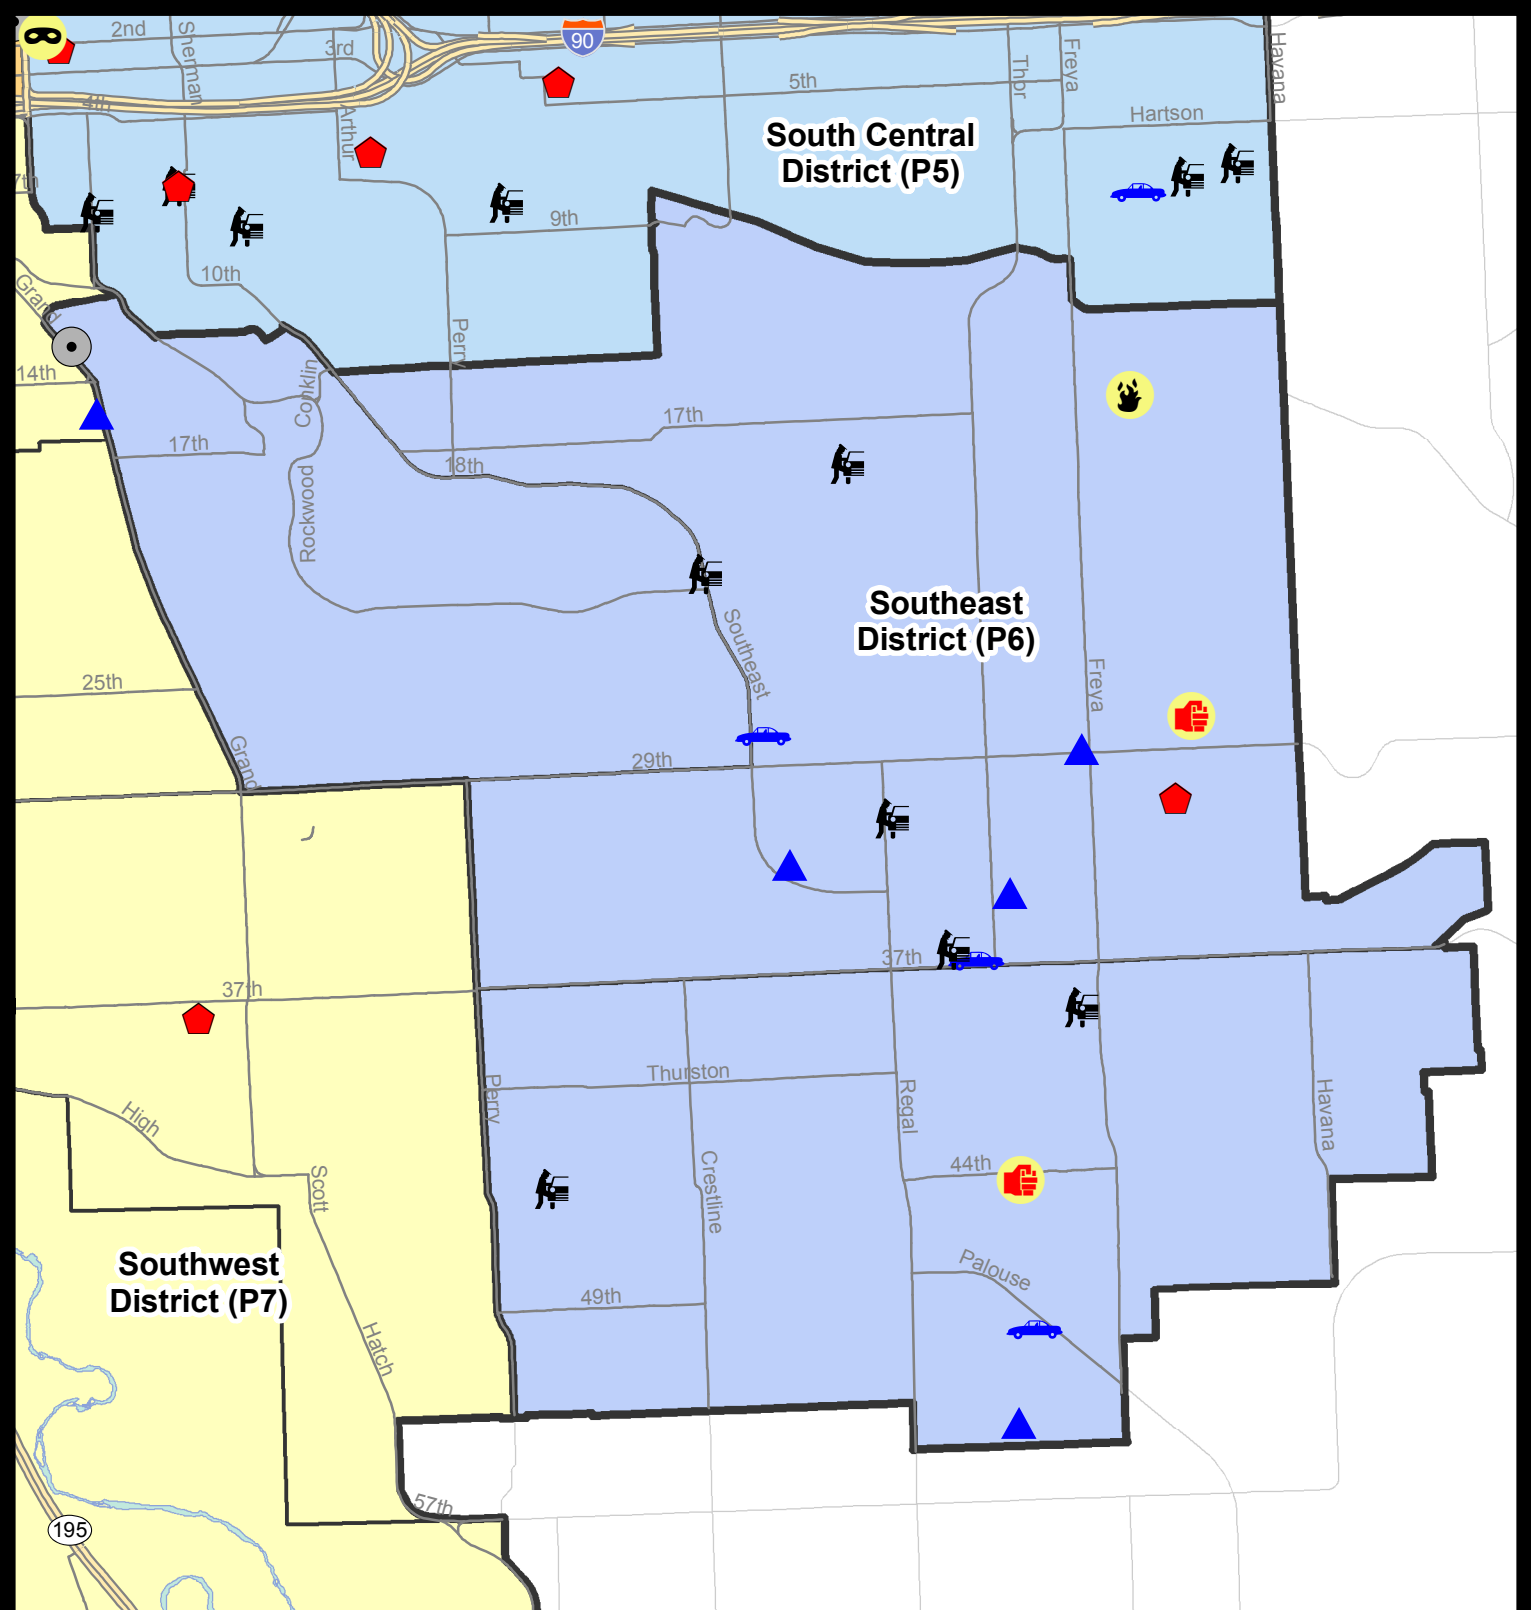 2nd
Sherman
3rd
90
Thor
Freya
Havana
5th
4th
Arthur
Hartson
South Central
District (P5)
7th
9th
10th
Grand
Perry
14th
Conklin
17th
17th
18th
Rockwood
Southeast
District (P6)
Southeast
Freya
25th
Grand
29th
37th
37th
Thurston
Perry
Regal
Havana
High
Scott
Crestline
44th
Southwest
District (P7)
Palouse
49th
Hatch
57th
195